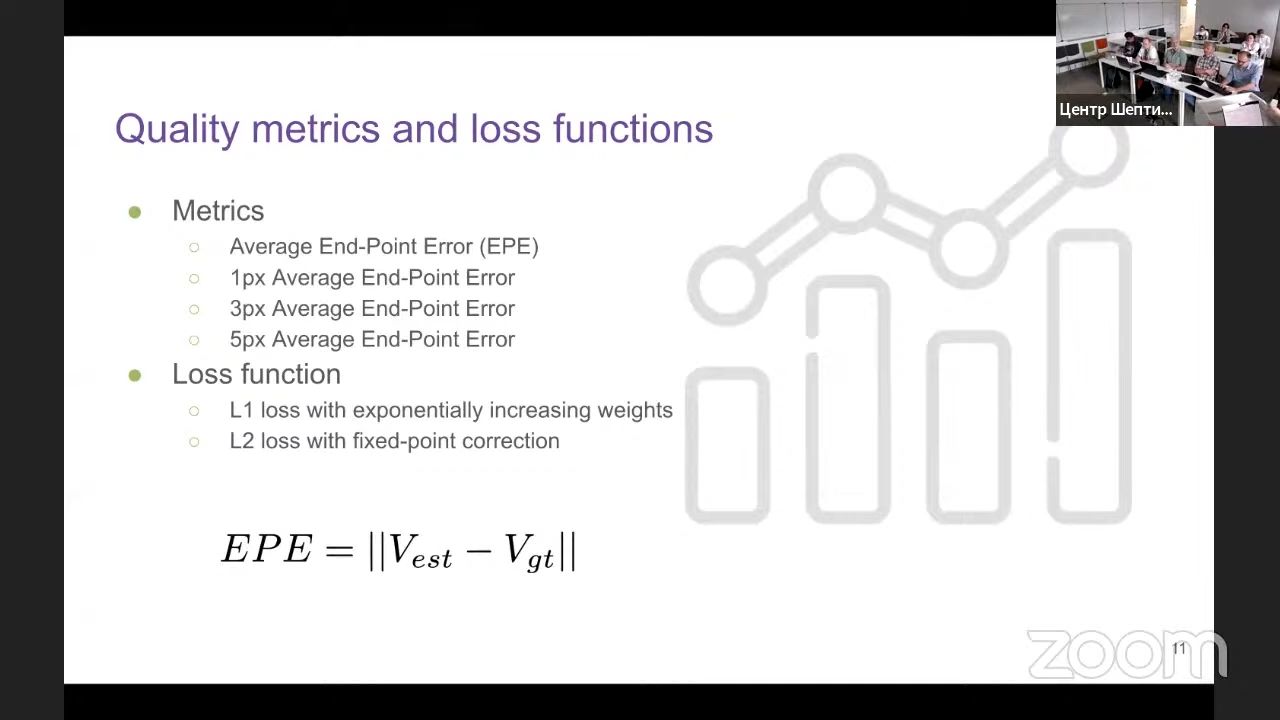 Центр Шепти...
Quality metrics and loss functions
● Metrics
○ Average End-Point Error (EPE)
○ 1px Average End-Point Error
○ 3px Average End-Point Error
○ 5px Average End-Point Error
● Loss function
○ L1 loss with exponentially increasing weights
○ L2 loss with fixed-point correction
EPE = ||V_est − V_gt||
zoom
11